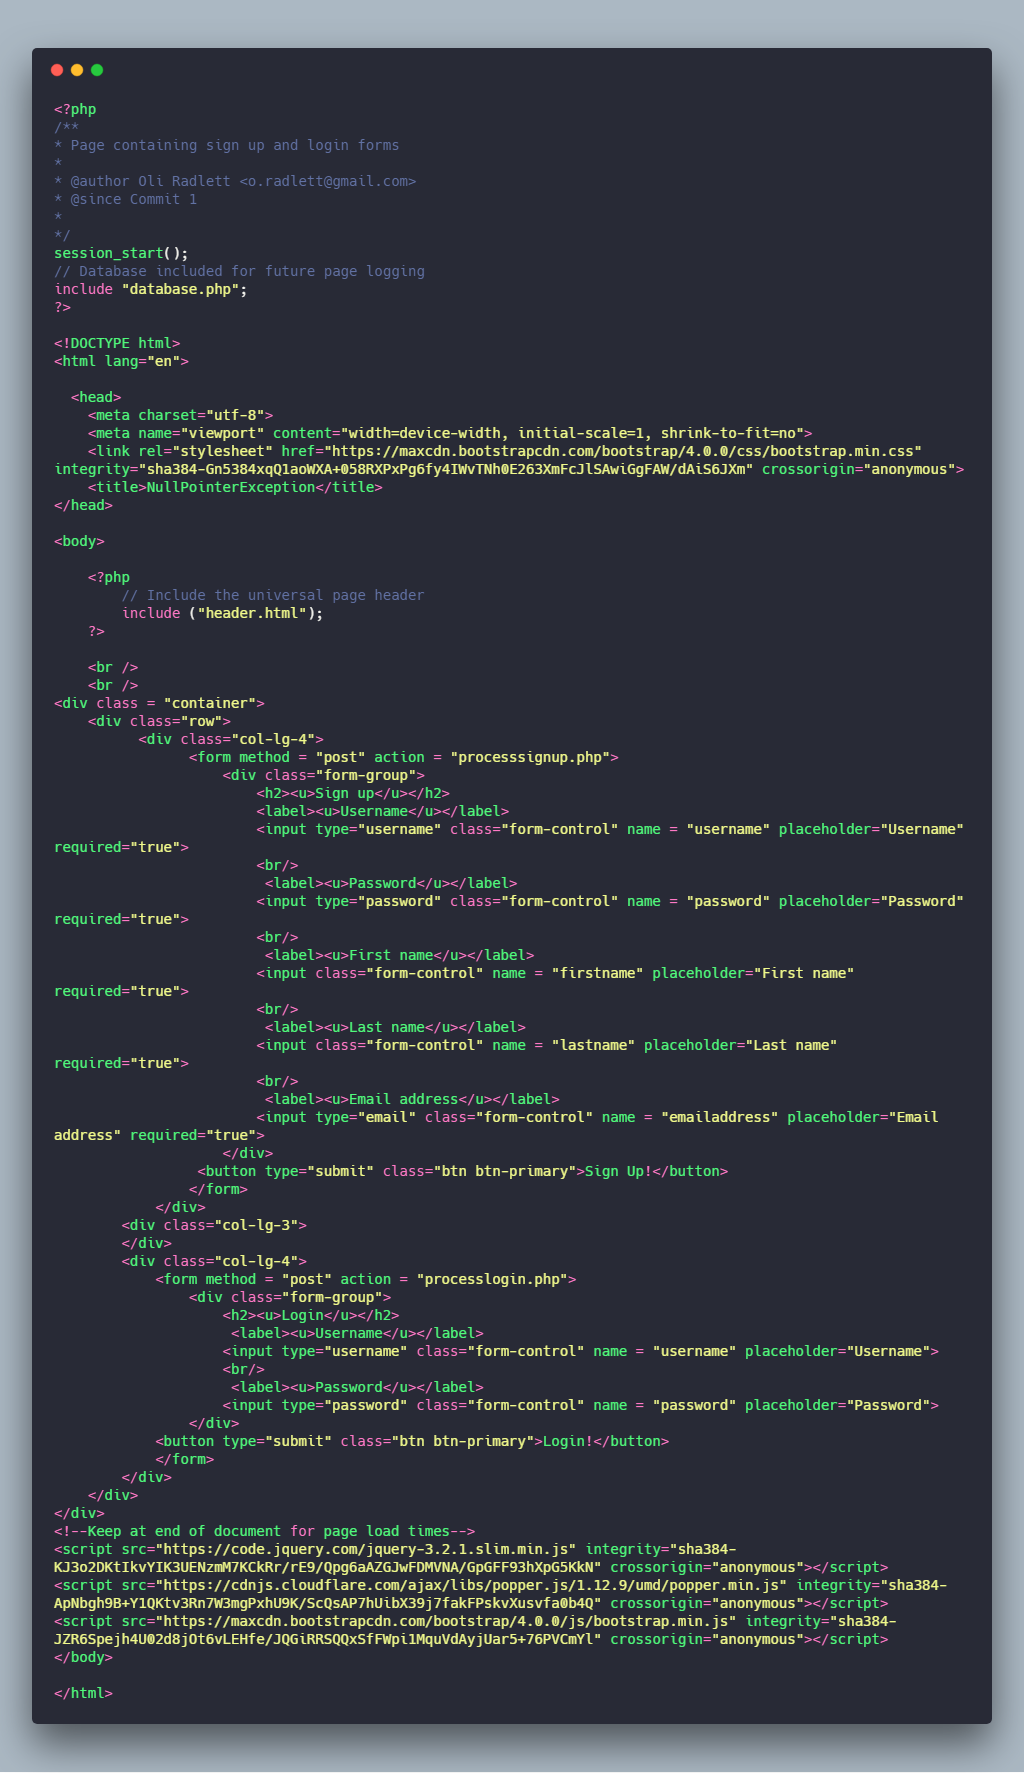 <?php
/**
* Page containing sign up and login forms
*
* @author Oli Radlett <o.radlett@gmail.com>
* @since Commit 1
*
*/
session_start();
// Database included for future page logging
include "database.php";
?>
<!DOCTYPE html>
<html lang="en">
<head>
<meta charset="utf-8">
<meta name="viewport" content="width=device-width, initial-scale=1, shrink-to-fit=no">
<link rel="stylesheet" href="https://maxcdn.bootstrapcdn.com/bootstrap/4.0.0/css/bootstrap.min.css"
integrity="sha384-Gn5384xqQ1aoWXA+058RXPxPg6fy4IWvTNh0E263XmFcJlSAwiGgFAW/dAiS6JXm" crossorigin="anonymous">
<title>NullPointerException</title>
</head>
<body>
<?php
// Include the universal page header
include ("header.html");
?>
<br />
<br />
<div class = "container">
<div class="row">
<div class="col-lg-4">
<form method = "post" action = "processsignup.php">
<div class="form-group">
<h2><u>Sign up</u></h2>
<label><u>Username</u></label>
<input type="username" class="form-control" name = "username" placeholder="Username"
required="true">
<br/>
<label><u>Password</u></label>
<input type="password" class="form-control" name = "password" placeholder="Password"
required="true">
<br/>
<label><u>First name</u></label>
<input class="form-control" name = "firstname" placeholder="First name"
required="true">
<br/>
<label><u>Last name</u></label>
<input class="form-control" name = "lastname" placeholder="Last name"
required="true">
<br/>
<label><u>Email address</u></label>
<input type="email" class="form-control" name = "emailaddress" placeholder="Email
address" required="true">
</div>
<button type="submit" class="btn btn-primary">Sign Up!</button>
</form>
</div>
<div class="col-lg-3">
</div>
<div class="col-lg-4">
<form method = "post" action = "processlogin.php">
<div class="form-group">
<h2><u>Login</u></h2>
<label><u>Username</u></label>
<input type="username" class="form-control" name = "username" placeholder="Username">
<br/>
<label><u>Password</u></label>
<input type="password" class="form-control" name = "password" placeholder="Password">
</div>
<button type="submit" class="btn btn-primary">Login!</button>
</form>
</div>
</div>
</div>
<!--Keep at end of document for page load times-->
<script src="https://code.jquery.com/jquery-3.2.1.slim.min.js" integrity="sha384-
KJ3o2DKtIkvYIK3UENzmM7KCkRr/rE9/Qpg6aAZGJwFDMVNA/GpGFF93hXpG5KkN" crossorigin="anonymous"></script>
<script src="https://cdnjs.cloudflare.com/ajax/libs/popper.js/1.12.9/umd/popper.min.js" integrity="sha384-
ApNbgh9B+Y1QKtv3Rn7W3mgPxhU9K/ScQsAP7hUibX39j7fakFPskvXusvfa0b4Q" crossorigin="anonymous"></script>
<script src="https://maxcdn.bootstrapcdn.com/bootstrap/4.0.0/js/bootstrap.min.js" integrity="sha384-
JZR6Spejh4U02d8jOt6vLEHfe/JQGiRRSQQxSfFWpi1MquVdAyjUar5+76PVCmYl" crossorigin="anonymous"></script>
</body>
</html>